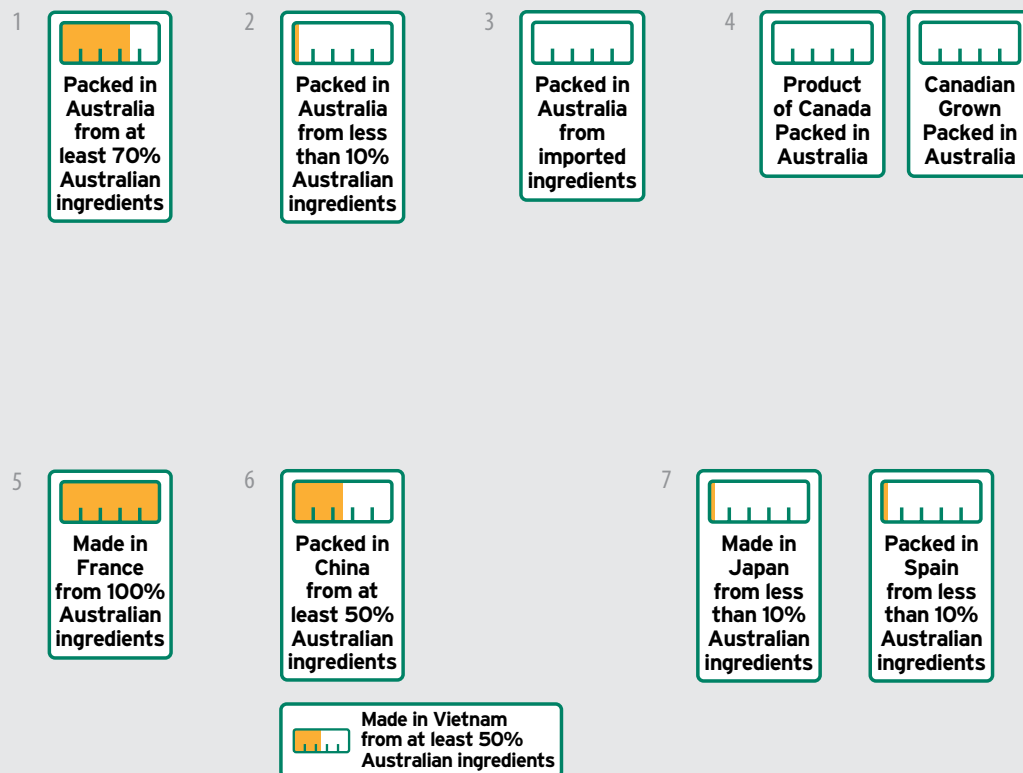 1
Packed in
Australia
from at
least 70%
Australian
ingredients
2
Packed in
Australia
from less
than 10%
Australian
ingredients
3
Packed in
Australia
from
imported
ingredients
4
Product
of Canada
Packed in
Australia
Canadian
Grown
Packed in
Australia
5
Made in
France
from 100%
Australian
ingredients
6
Packed in
China
from at
least 50%
Australian
ingredients
Made in Vietnam
from at least 50%
Australian ingredients
7
Made in
Japan
from less
than 10%
Australian
ingredients
Packed in
Spain
from less
than 10%
Australian
ingredients